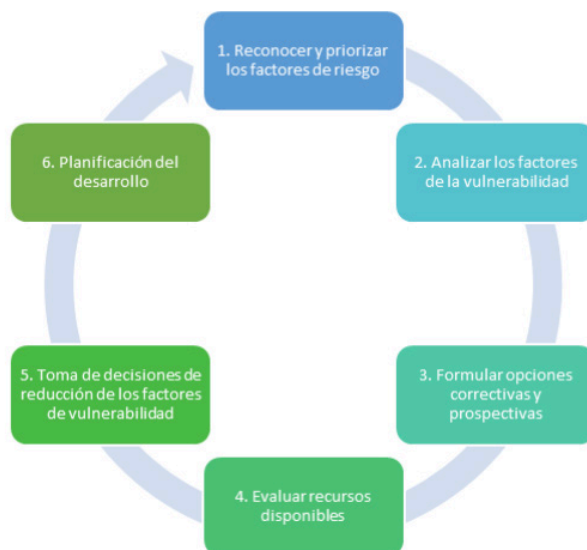 1. Reconocer y priorizar
los factores de riesgo
2. Analizar los factores
de la vulnerabilidad
3. Formular opciones
correctivas y
prospectivas
4. Evaluar recursos
disponibles
5. Toma de decisiones de
reducción de los factores
de vulnerabilidad
6. Planificación del
desarrollo